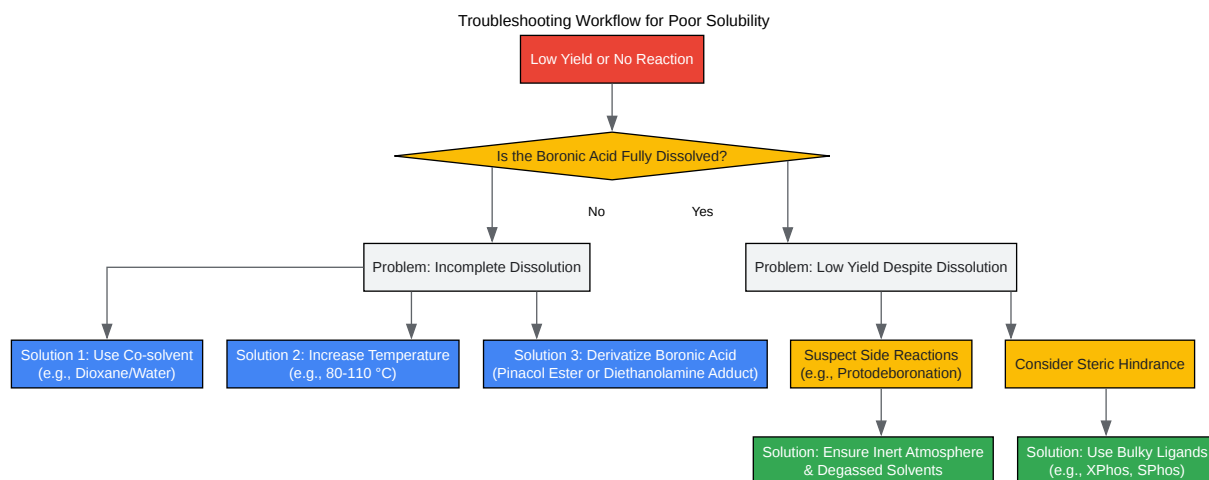 Troubleshooting Workflow for Poor Solubility
Low Yield or No Reaction
Is the Boronic Acid Fully Dissolved?
No
Yes
Problem: Incomplete Dissolution
Problem: Low Yield Despite Dissolution
Solution 1: Use Co-solvent
(e.g., Dioxane/Water)
Solution 2: Increase Temperature
(e.g., 80-110 °C)
Solution 3: Derivatize Boronic Acid
(Pinacol Ester or Diethanolamine Adduct)
Suspect Side Reactions
(e.g., Protodeboronation)
Consider Steric Hindrance
Solution: Ensure Inert Atmosphere
& Degassed Solvents
Solution: Use Bulky Ligands
(e.g., XPhos, SPhos)